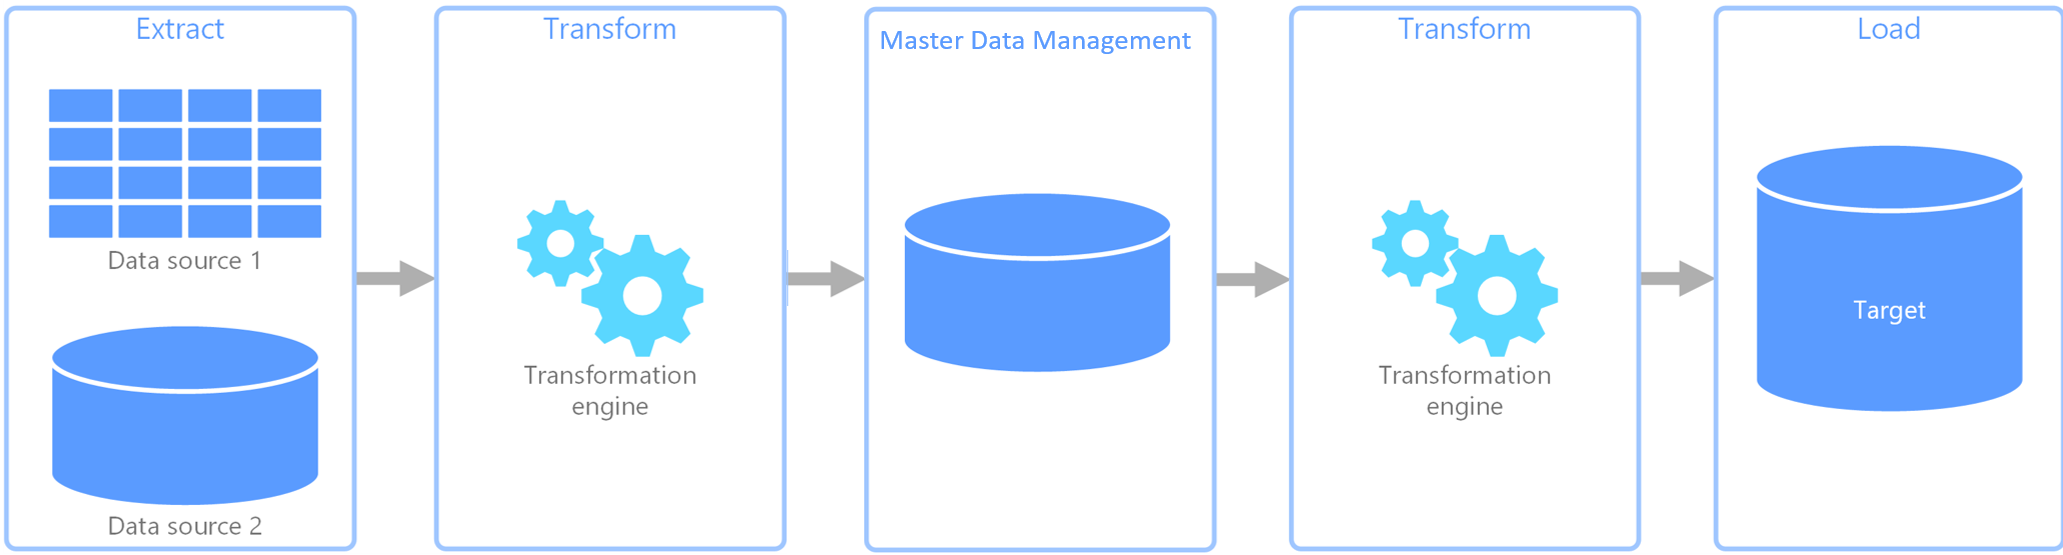 Extract
Data source 1
Data source 2
Transform
Transformation
engine
Master Data Management
Transform
Transformation
engine
Load
Target